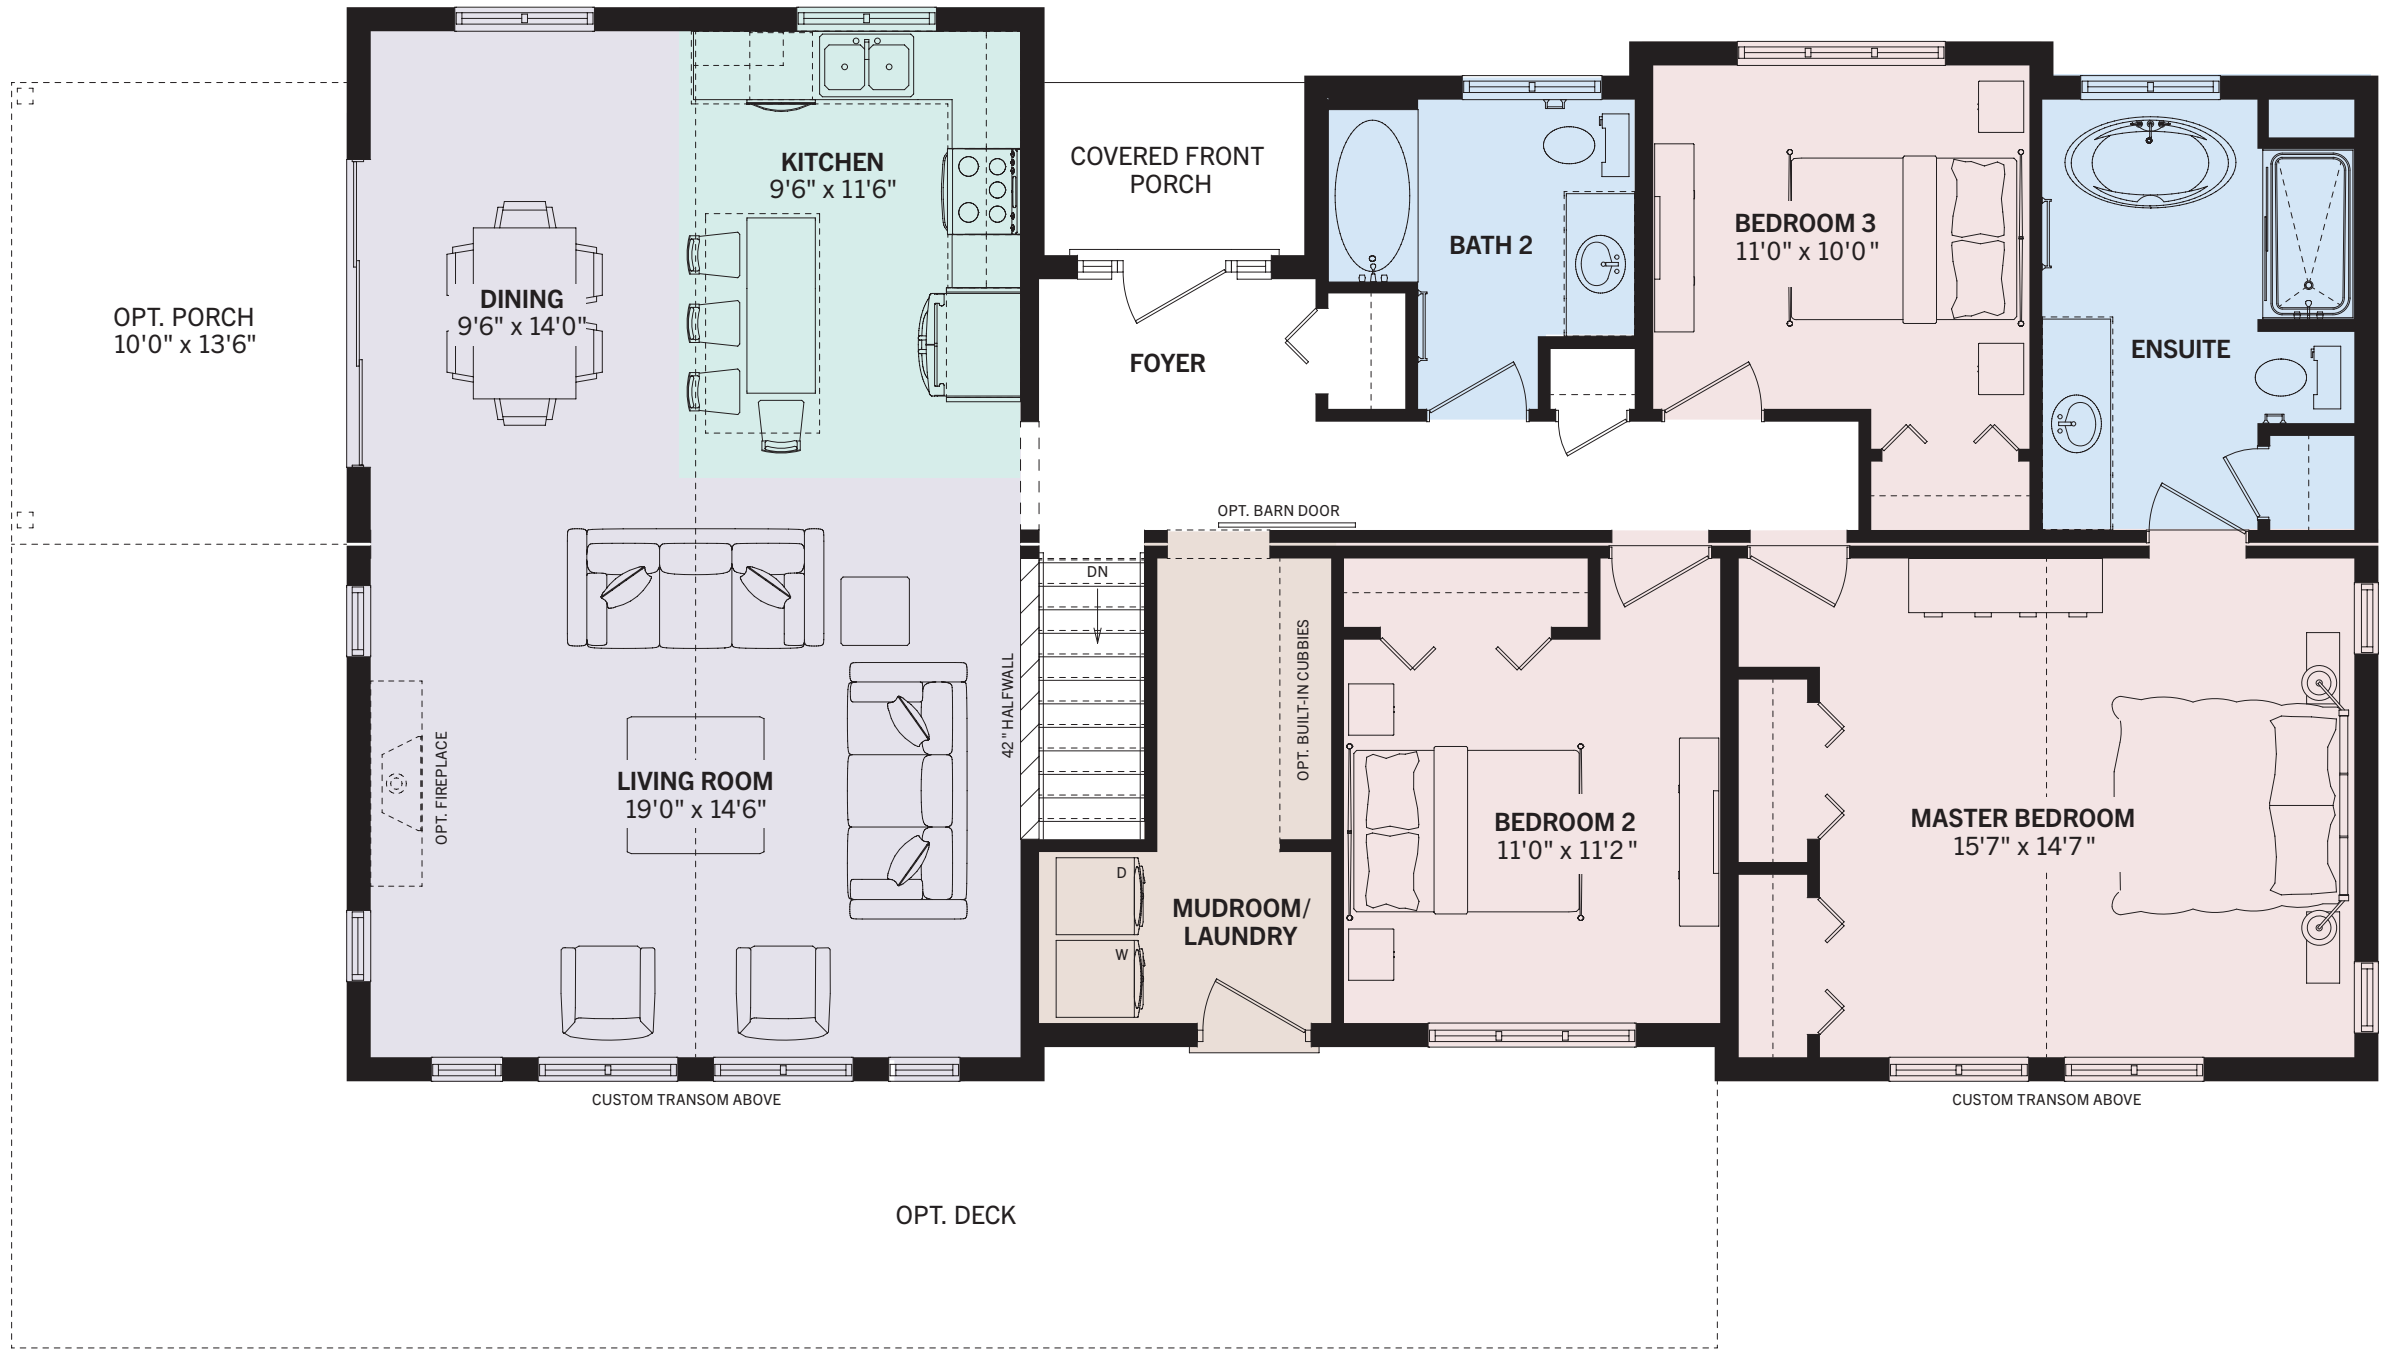 KITCHEN
9'6" x 11'6"
COVERED FRONT
PORCH
BATH 2
BEDROOM 3
11'0" x 10'0"
DINING
9'6" x 14'0"
OPT. PORCH
10'0" x 13'6"
FOYER
ENSUITE
OPT. BARN DOOR
DN
42" HALFWALL
OPT. BUILT-IN CUBBIES
OPT. FIREPLACE
LIVING ROOM
19'0" x 14'6"
D
W
MUDROOM/
LAUNDRY
BEDROOM 2
11'0" x 11'2"
MASTER BEDROOM
15'7" x 14'7"
CUSTOM TRANSOM ABOVE
CUSTOM TRANSOM ABOVE
OPT. DECK